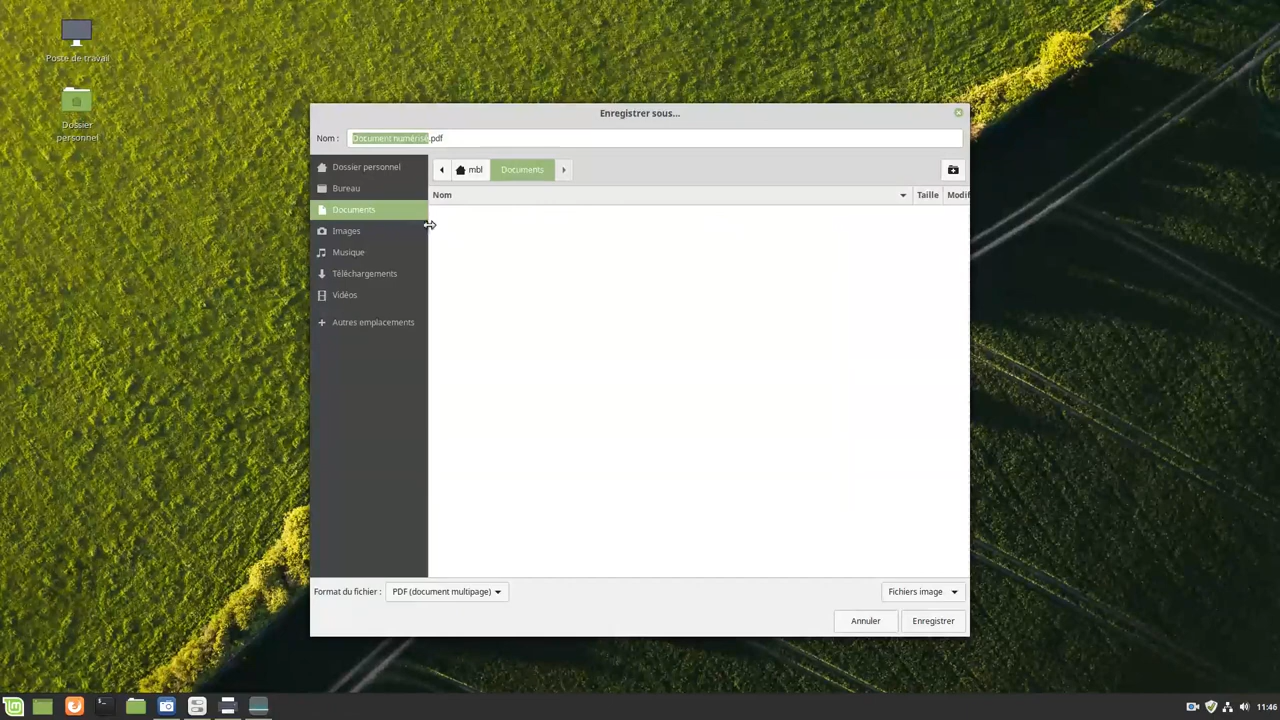 Poste de travail
Dossier
personnel
Enregistrer sous...
Nom :
Document numérisé.pdf
Dossier personnel
Bureau
Documents
Images
Musique
Téléchargements
Vidéos
Autres emplacements
mbl
Documents
Nom
Taille
Modif
Format du fichier :
PDF (document multipage)
Fichiers image
Annuler
Enregistrer
11:46